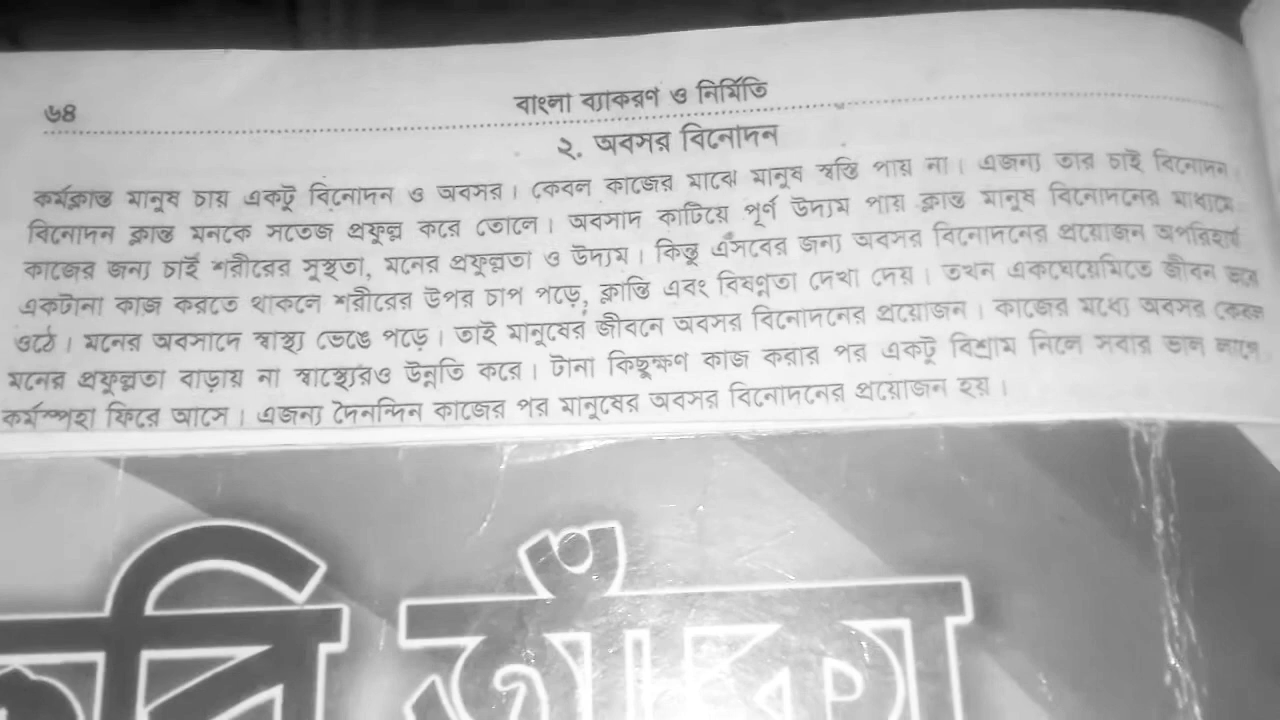 ৬৪
বাংলা ব্যাকরণ ও নির্মিতি
২. অবসর বিনোদন
কর্মক্লান্ত মানুষ চায় একটু বিনোদন ও অবসর। কেবল কাজের মাঝে মানুষ স্বস্তি পায় না। এজন্য তার চাই বিনোদন
বিনোদন ক্লান্ত মনকে সতেজ প্রফুল্ল করে তোলে। অবসাদ কাটিয়ে পূর্ণ উদ্যম পায় ক্লান্ত মানুষ বিনোদনের মাধ্যমে
কাজের জন্য চাই শরীরের সুস্থতা, মনের প্রফুল্লতা ও উদ্যম। কিন্তু এসবের জন্য অবসর বিনোদনের প্রয়োজন অপরিহার্য
একটানা কাজ করতে থাকলে শরীরের উপর চাপ পড়ে, ক্লান্তি এবং বিষণ্নতা দেখা দেয়। তখন একঘেয়েমিতে জীবন ভরে
ওঠে। মনের অবসাদে স্বাস্থ্য ভেঙে পড়ে। তাই মানুষের জীবনে অবসর বিনোদনের প্রয়োজন। কাজের মধ্যে অবসর কেবল
মনের প্রফুল্লতা বাড়ায় না স্বাস্থ্যেরও উন্নতি করে। টানা কিছুক্ষণ কাজ করার পর একটু বিশ্রাম নিলে সবার ভাল লাগে
কর্মস্পহা ফিরে আসে। এজন্য দৈনন্দিন কাজের পর মানুষের অবসর বিনোদনের প্রয়োজন হয়।
আঁকা